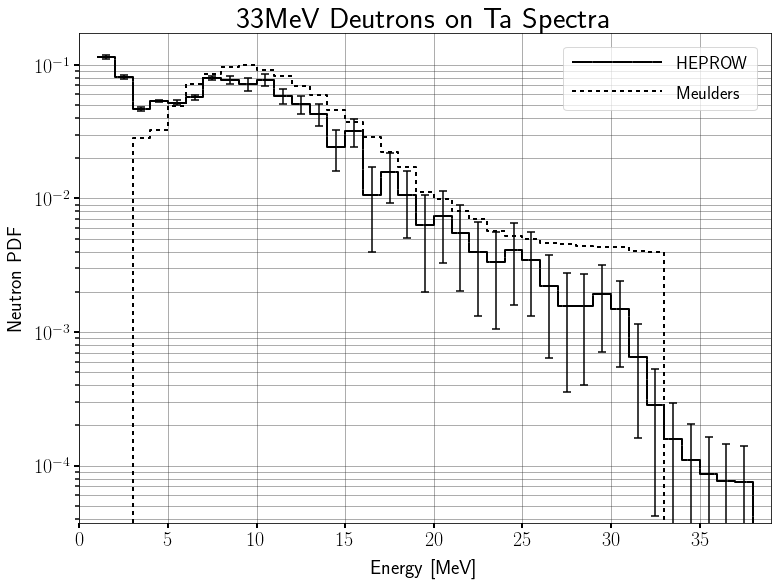 33MeV Deutrons on Ta Spectra
HEPROW
Meulders
Neutron PDF
10⁻¹
10⁻²
10⁻³
10⁻⁴
0 5 10 15 20 25 30 35
Energy [MeV]